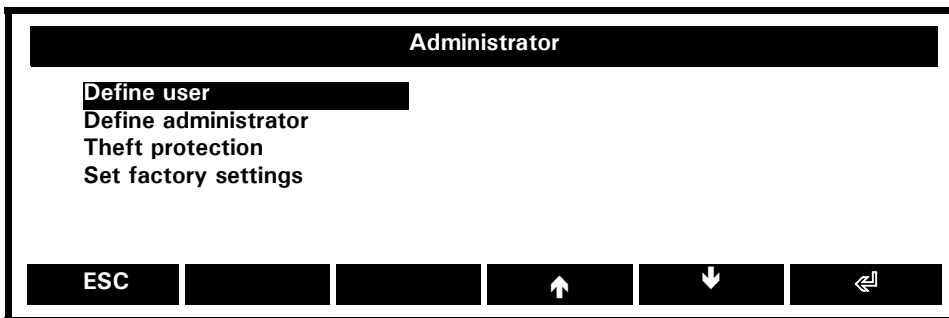 Administrator
Define user
Define administrator
Theft protection
Set factory settings
ESC